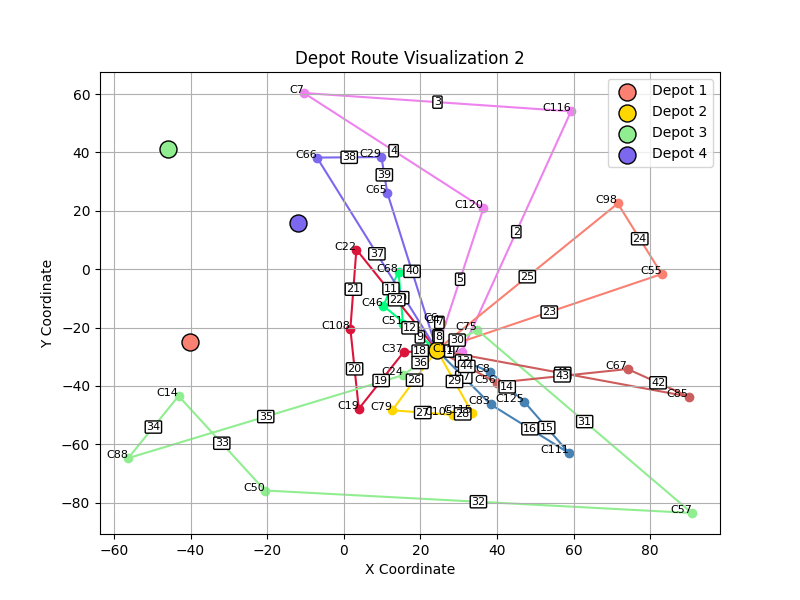 Depot Route Visualization 2
Depot 1
Depot 2
Depot 3
Depot 4
Y Coordinate
X Coordinate
60
40
20
0
−20
−40
−60
−80
−60
−40
−20
0
20
40
60
80
C7
3
C116
4
C66
38
C29
39
C65
C120
C98
2
24
C22
37
C68
40
5
25
C55
21
11
22
C46
23
C108
C51
12
C75
8
30
C37
18
36
34
20
C24
19
26
44
C8
29
C56
14
43
C67
42
C85
C14
C19
C79
27
28
C83
C125
35
16
15
31
33
C88
C111
C50
32
C57